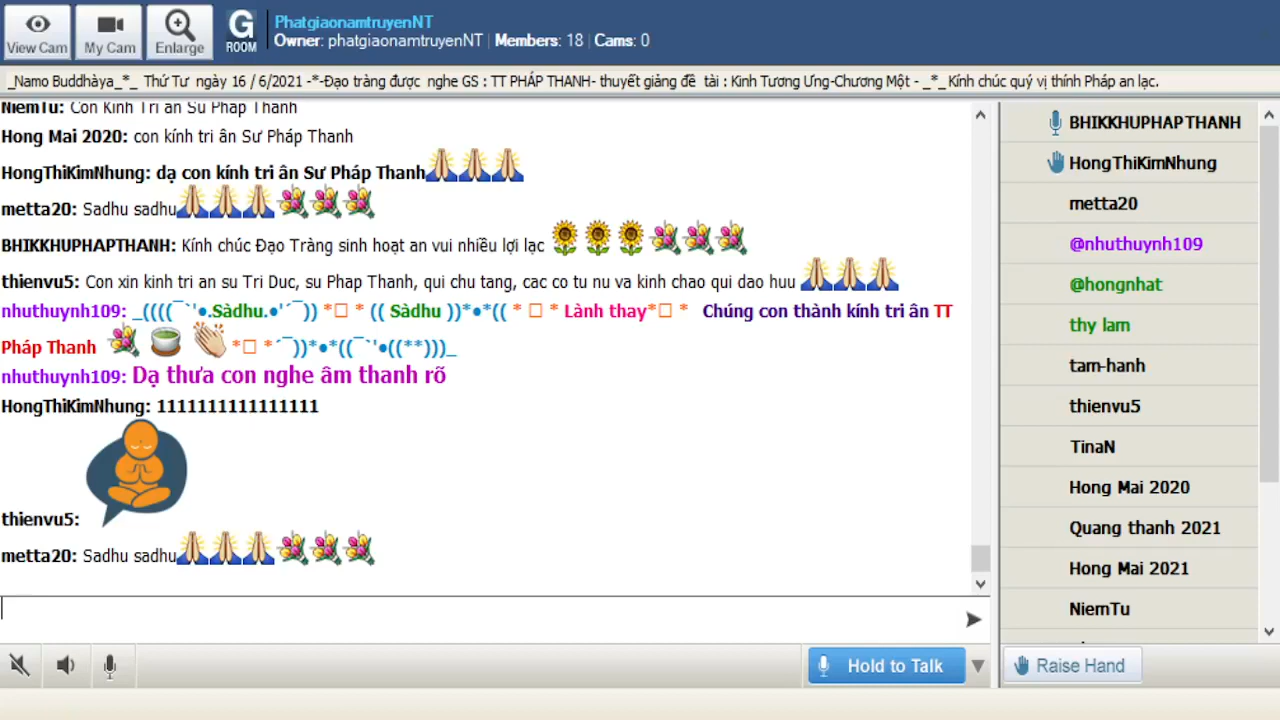 View Cam
My Cam
Enlarge
G
ROOM
PhatgiaonamtruyenNT
Owner: phatgiaonamtruyenNT | Members: 18 | Cams: 0
_Namo Buddhàya_*_ Thứ Tư ngày 16 / 6/2021 -*-Đạo tràng được nghe GS : TT PHÁP THANH- thuyết giảng đề tài : Kinh Tương Ưng-Chương Một - _*_ Kính chúc quý vị thính Pháp an lạc.
NiemTu: Con Kinh Tri an Su Phap Thanh
Hong Mai 2020: con kính tri ân Sư Pháp Thanh
HongThiKimNhung: dạ con kính tri ân Sư Pháp Thanh
metta20: Sadhu sadhu
BHIKKHUPHAPTHANH: Kính chúc Đạo Tràng sinh hoạt an vui nhiều lợi lạc
thienvu5: Con xin kinh tri an su Tri Duc, su Phap Thanh, qui chu tang, cac co tu nu va kinh chao qui dao huu
nhuthuynh109: _((((¯`'•.Sàdhu.•'´¯)) *□ * (( Sàdhu ))*•*(( * □ * Lành thay*□ * Chúng con thành kính tri ân TT
Pháp Thanh *□ *´¯))*•*((¯`'•((**)))_
nhuthuynh109: Dạ thưa con nghe âm thanh rõ
HongThiKimNhung: 1111111111111111
thienvu5:
metta20: Sadhu sadhu
Hold to Talk
BHIKKHUPHAPTHANH
HongThiKimNhung
metta20
@nhuthuynh109
@hongnhat
thy lam
tam-hanh
thienvu5
TinaN
Hong Mai 2020
Quang thanh 2021
Hong Mai 2021
NiemTu
Raise Hand